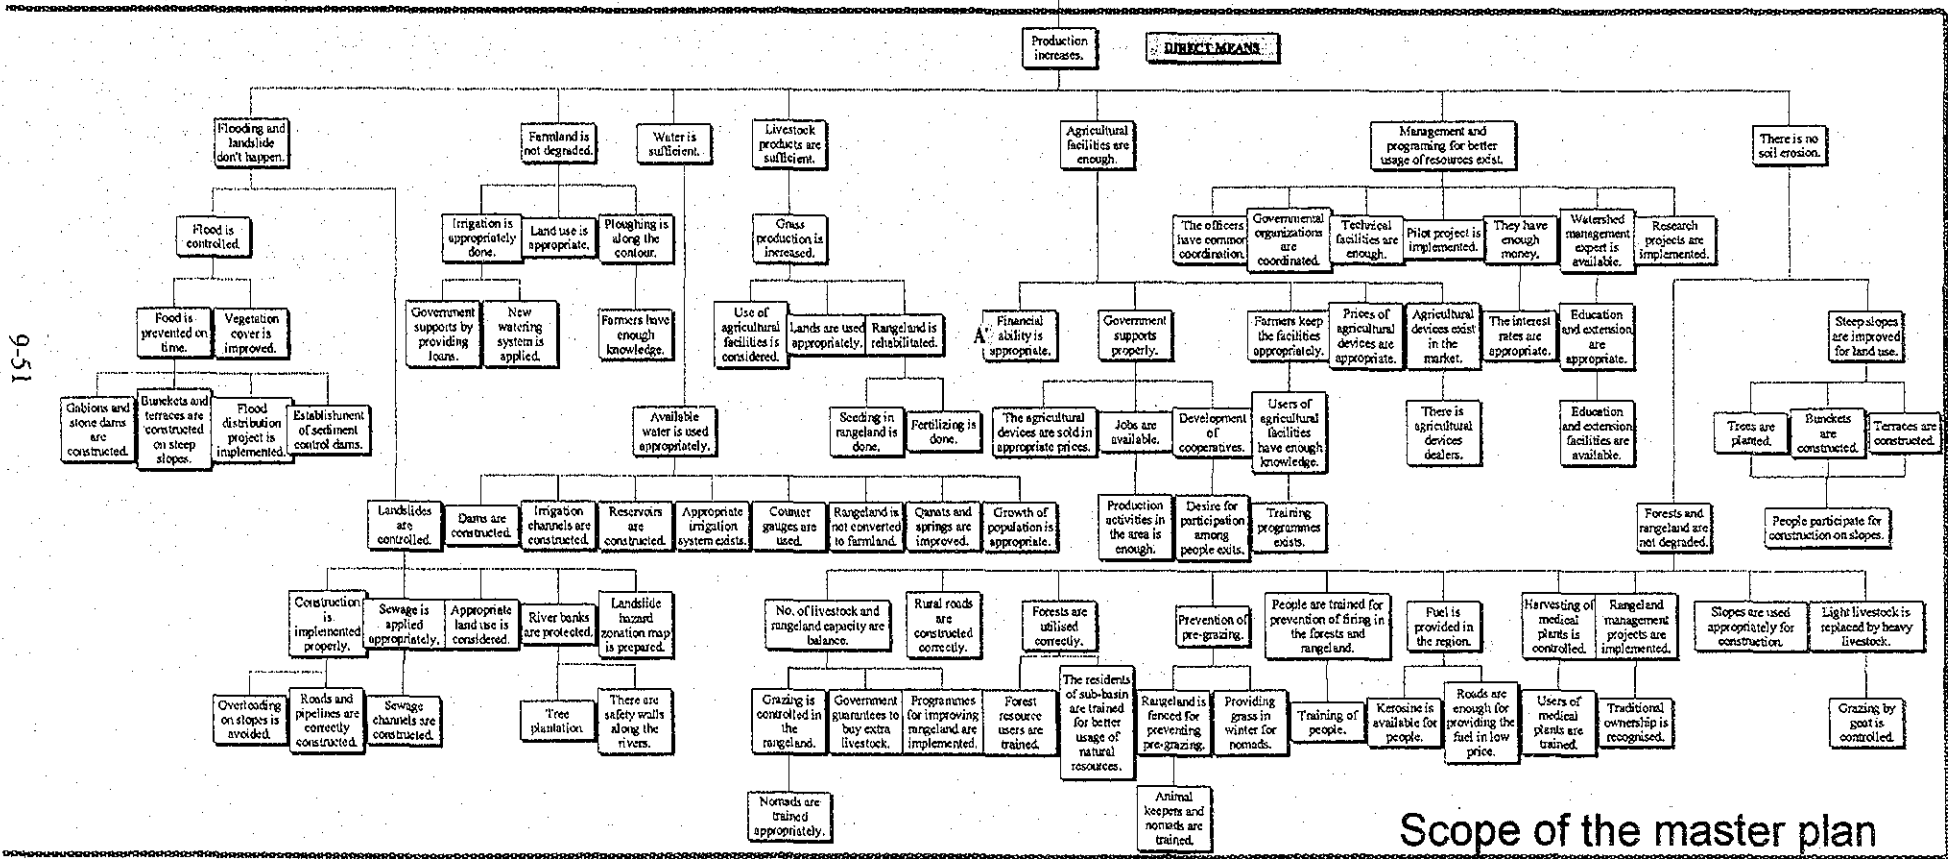 Production
increases.
DIRECT MEANS
Flooding and
landslide
don't happen.
Farmland is
not degraded.
Water is
sufficient.
Livestock
products are
sufficient.
Agricultural
facilities are
enough.
Management and
programing for better
usage of resources exist.
There is no
soil erosion.
Flood is
controlled.
Irrigation is
appropriately
done.
Land use is
appropriate.
Ploughing is
along the
contour.
Grass
production is
increased.
The officers
have common
coordination.
Governmental
organizations
are
coordinated.
Technical
facilities are
enough.
Pilot project is
implemented.
They have
enough
money.
Watershed
management
expert is
available.
Research
projects are
implemented.
Food is
prevented on
time.
Vegetation
cover is
improved.
Government
supports by
providing
loans.
New
watering
system is
applied.
Farmers have
enough
knowledge.
Use of
agricultural
facilities is
considered.
Lands are used
appropriately.
Rangeland is
rehabilitated.
A
Financial
ability is
appropriate.
Government
supports
properly.
Farmers keep
the facilities
appropriately.
Prices of
agricultural
devices are
appropriate.
Agricultural
devices exist
in the
market.
The interest
rates are
appropriate.
Education
and extension
are
appropriate.
Steep slopes
are improved
for land use.
9-51
Gabions and
stone dams
are
constructed.
Bunckets and
terraces are
constructed
on steep
slopes.
Flood
distribution
project is
implemented.
Establishment
of sediment
control dams.
Available
water is used
appropriately.
Seeding in
rangeland is
done.
Fertilizing is
done.
The agricultural
devices are sold in
appropriate prices.
Jobs are
available.
Development
of
cooperatives.
Users of
agricultural
facilities
have enough
knowledge.
There is
agricultural
devices
dealers.
Education
and extension
facilities are
available.
Trees are
planted.
Bunckets
are
constructed.
Terraces are
constructed.
Landslides
are
controlled.
Dams are
constructed.
Irrigation
channels are
constructed.
Reservoirs
are
constructed.
Appropriate
irrigation
system exists.
Counter
gauges are
used.
Rangeland is
not converted
to farmland.
Qanats and
springs are
improved.
Growth of
population is
appropriate.
Production
activities in
the area is
enough.
Desire for
participation
among
people exits.
Training
programmes
exists.
Forests and
rangeland are
not degraded.
People participate for
construction on slopes.
Construction
is
implemented
properly.
Sewage is
applied
appropriately.
Appropriate
land use is
considered.
River banks
are protected.
Landslide
hazard
zonation map
is prepared.
No. of livestock and
rangeland capacity are
balance.
Rural roads
are
constructed
correctly.
Forests are
utilised
correctly.
Prevention of
pre-grazing.
People are trained for
prevention of firing in
the forests and
rangeland.
Fuel is
provided in
the region.
Harvesting of
medical
plants is
controlled.
Rangeland
management
projects are
implemented.
Slopes are used
appropriately for
construction.
Light livestock is
replaced by heavy
livestock.
Overloading
on slopes is
avoided.
Roads and
pipelines are
correctly
constructed.
Sewage
channels are
constructed.
Tree
plantation
There are
safety walls
along the
rivers.
Grazing is
controlled in
the
rangeland.
Government
guarantees to
buy extra
livestock.
Programmes
for improving
rangeland are
implemented.
Forest
resource
users are
trained.
The residents
of sub-basin
are trained
for better
usage of
natural
resources.
Rangeland is
fenced for
preventing
pre-grazing.
Providing
grass in
winter for
nomads.
Training of
people.
Kerosine is
available for
people.
Roads are
enough for
providing the
fuel in low
price.
Users of
medical
plants are
trained.
Traditional
ownership is
recognised.
Grazing by
goat is
controlled.
Nomads are
trained
appropriately.
Animal
keepers and
nomads are
trained.
Scope of the master plan